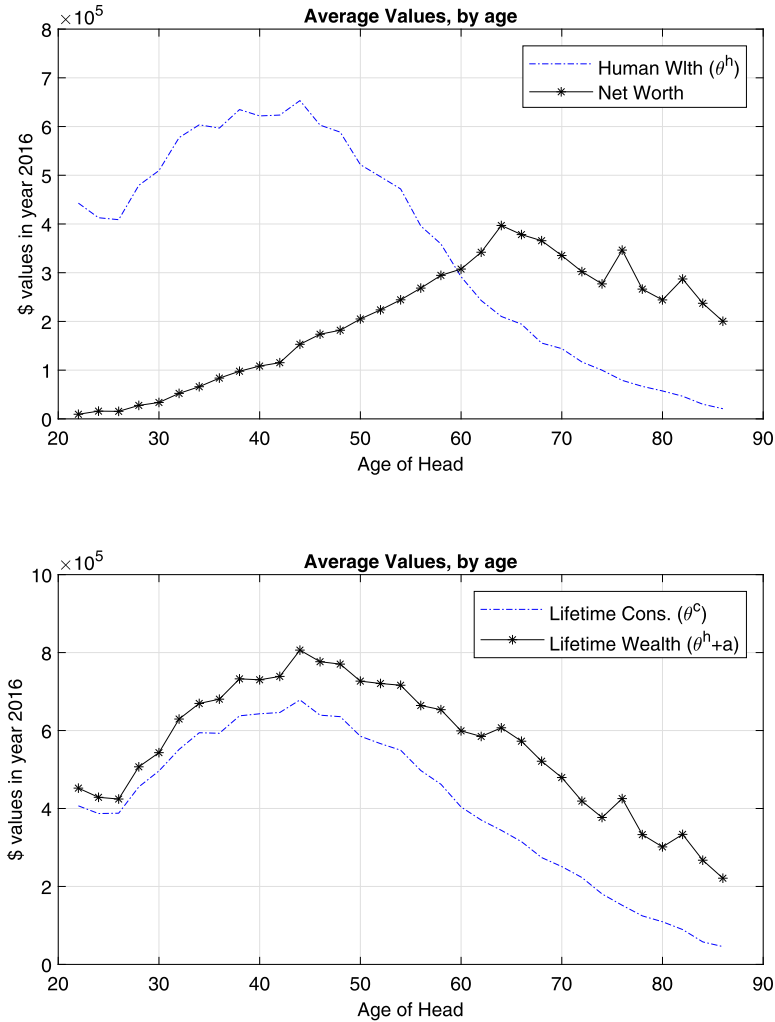 Average Values, by age
×10^5
8
7
6
5
4
3
2
1
0
$ values in year 2016
Human Wlth (θ^h)
Net Worth
20 30 40 50 60 70 80 90
Age of Head
Average Values, by age
×10^5
10
8
6
4
2
0
$ values in year 2016
Lifetime Cons. (θ^c)
Lifetime Wealth (θ^h+a)
20 30 40 50 60 70 80 90
Age of Head